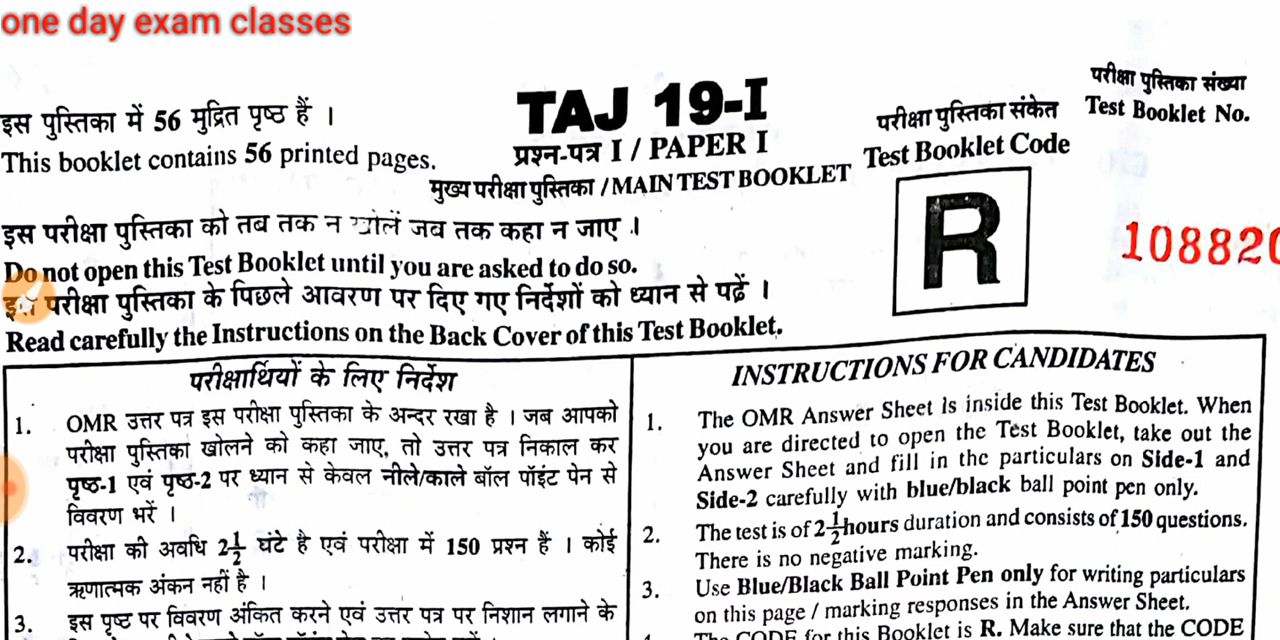 one day exam classes
इस पुस्तिका में 56 मुद्रित पृष्ठ हैं ।
This booklet contains 56 printed pages.
TAJ 19-I
प्रश्न-पत्र I / PAPER I
मुख्य परीक्षा पुस्तिका / MAIN TEST BOOKLET
परीक्षा पुस्तिका संकेत
Test Booklet Code
R
परीक्षा पुस्तिका संख्या
Test Booklet No.
108820
इस परीक्षा पुस्तिका को तब तक न खोलें जब तक कहा न जाए ।
Do not open this Test Booklet until you are asked to do so.
इस परीक्षा पुस्तिका के पिछले आवरण पर दिए गए निर्देशों को ध्यान से पढ़ें ।
Read carefully the Instructions on the Back Cover of this Test Booklet.
परीक्षार्थियों के लिए निर्देश
1. OMR उत्तर पत्र इस परीक्षा पुस्तिका के अन्दर रखा है । जब आपको
परीक्षा पुस्तिका खोलने को कहा जाए, तो उत्तर पत्र निकाल कर
पृष्ठ-1 एवं पृष्ठ-2 पर ध्यान से केवल नीले/काले बॉल पॉइंट पेन से
विवरण भरें ।
2. परीक्षा की अवधि 2½ घंटे है एवं परीक्षा में 150 प्रश्न हैं । कोई
ऋणात्मक अंकन नहीं है ।
3. इस पृष्ठ पर विवरण अंकित करने एवं उत्तर पत्र पर निशान लगाने के
INSTRUCTIONS FOR CANDIDATES
1. The OMR Answer Sheet is inside this Test Booklet. When
you are directed to open the Test Booklet, take out the
Answer Sheet and fill in the particulars on Side-1 and
Side-2 carefully with blue/black ball point pen only.
2. The test is of 2½ hours duration and consists of 150 questions.
There is no negative marking.
3. Use Blue/Black Ball Point Pen only for writing particulars
on this page / marking responses in the Answer Sheet.
The CODE for this Booklet is R. Make sure that the CODE